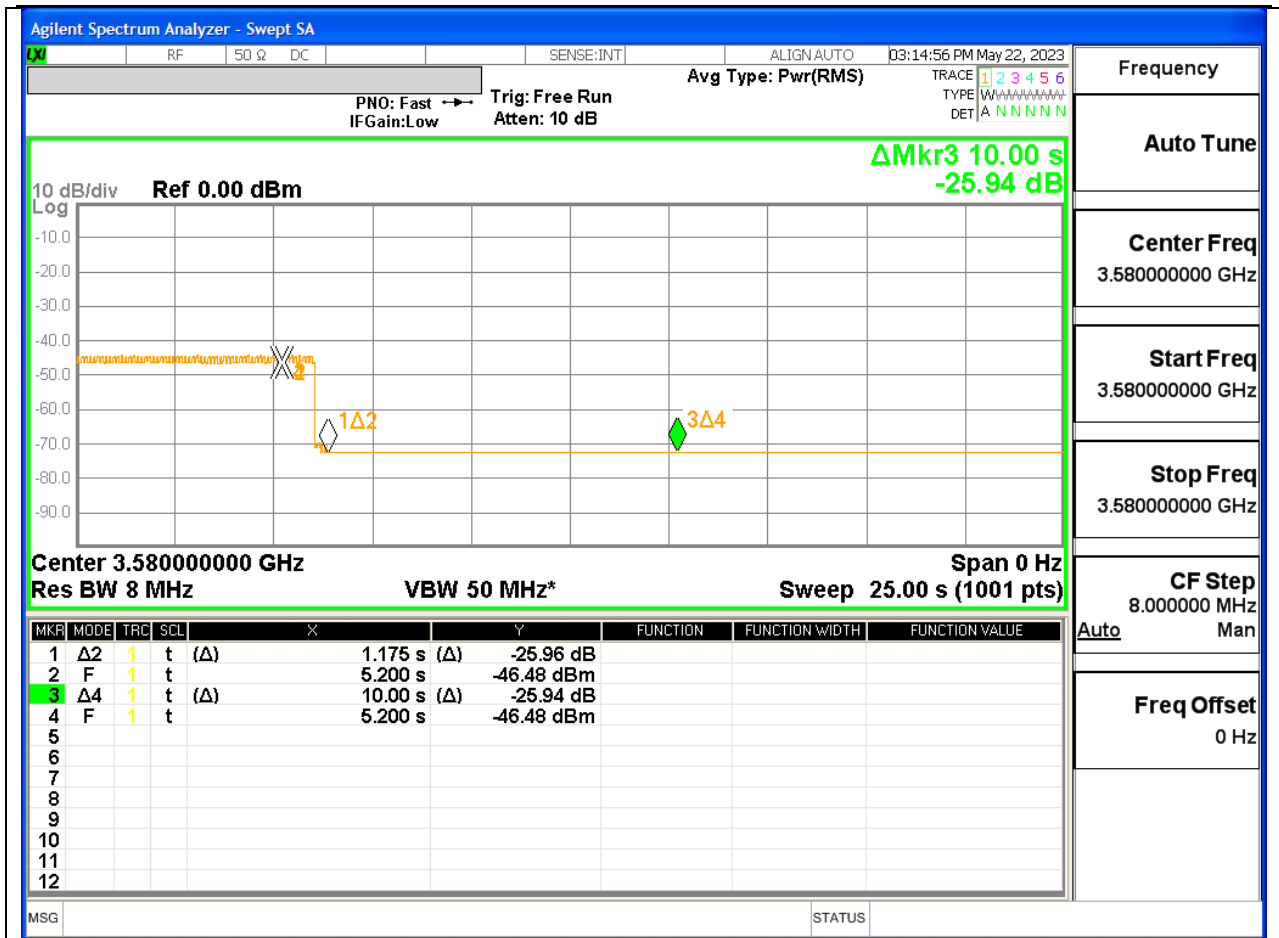 Agilent Spectrum Analyzer - Swept SA
LXI RF 50 Ω DC SENSE:INT ALIGN AUTO 03:14:56 PM May 22, 2023
PNO: Fast
IFGain:Low
Trig: Free Run
Atten: 10 dB
Avg Type: Pwr(RMS)
TRACE 1 2 3 4 5 6
TYPE WWWWWW
DET A N N N N N
ΔMkr3 10.00 s
-25.94 dB
10 dB/div Ref 0.00 dBm
Log
-10.0
-20.0
-30.0
-40.0
-50.0
-60.0
-70.0
-80.0
-90.0
1Δ2
3Δ4
Center 3.580000000 GHz Span 0 Hz
Res BW 8 MHz VBW 50 MHz* Sweep 25.00 s (1001 pts)
MKR MODE TRC SCL X Y FUNCTION FUNCTION WIDTH FUNCTION VALUE
1 Δ2 1 t (Δ) 1.175 s (Δ) -25.96 dB
2 F 1 t 5.200 s -46.48 dBm
3 Δ4 1 t (Δ) 10.00 s (Δ) -25.94 dB
4 F 1 t 5.200 s -46.48 dBm
5
6
7
8
9
10
11
12
MSG STATUS
Frequency
Auto Tune
Center Freq
3.580000000 GHz
Start Freq
3.580000000 GHz
Stop Freq
3.580000000 GHz
CF Step
8.000000 MHz
Auto Man
Freq Offset
0 Hz